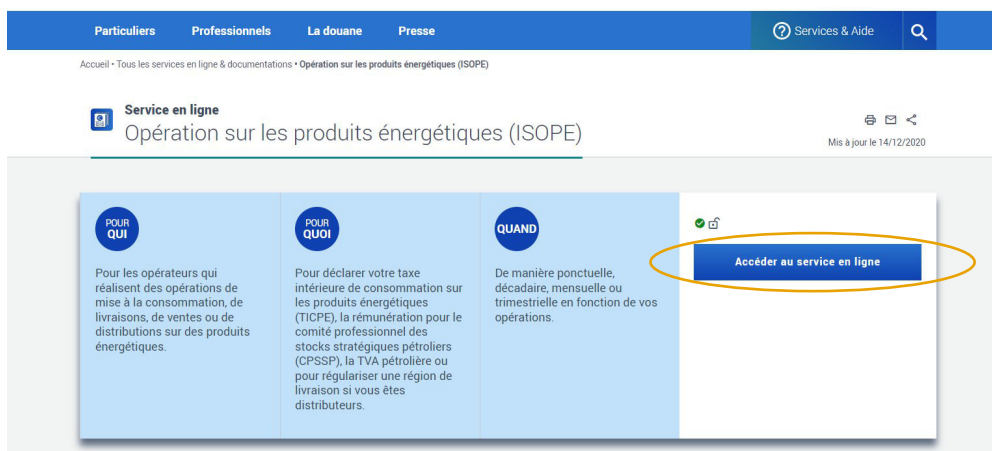 Particuliers Professionnels La douane Presse Services & Aide
Accueil • Tous les services en ligne & documentations • Opération sur les produits énergétiques (ISOPE)
Service en ligne
Opération sur les produits énergétiques (ISOPE)
Mis à jour le 14/12/2020
POUR
QUI
Pour les opérateurs qui
réalisent des opérations de
mise à la consommation, de
livraisons, de ventes ou de
distributions sur des produits
énergétiques.
POUR
QUOI
Pour déclarer votre taxe
intérieure de consommation sur
les produits énergétiques
(TICPE), la rémunération pour le
comité professionnel des
stocks stratégiques pétroliers
(CPSSP), la TVA pétrolière ou
pour régulariser une région de
livraison si vous êtes
distributeurs.
QUAND
De manière ponctuelle,
décadaire, mensuelle ou
trimestrielle en fonction de vos
opérations.
Accéder au service en ligne